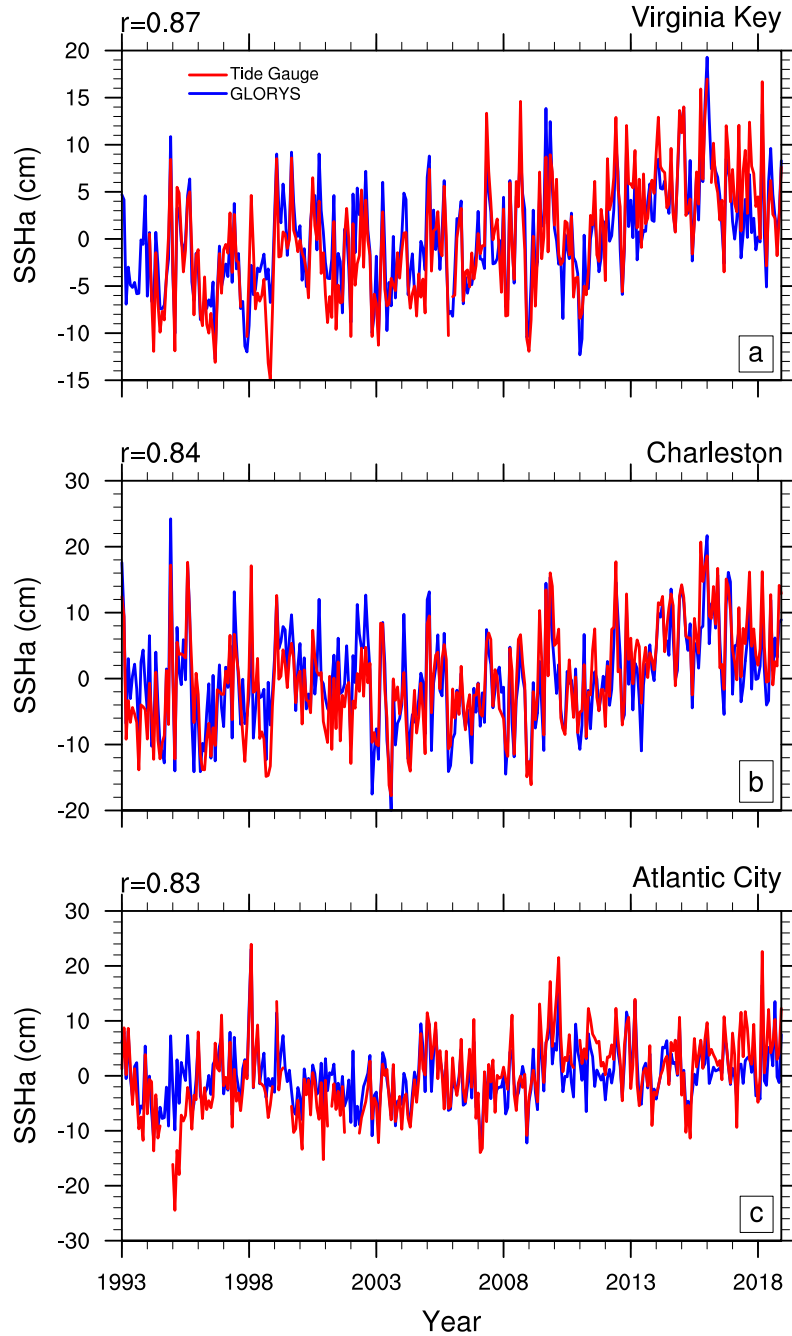 r=0.87 Virginia Key
20
15
10
5
0
-5
-10
-15
SSHa (cm)
Tide Gauge
GLORYS
a
r=0.84 Charleston
30
20
10
0
-10
-20
SSHa (cm)
b
r=0.83 Atlantic City
30
20
10
0
-10
-20
-30
SSHa (cm)
c
1993 1998 2003 2008 2013 2018
Year